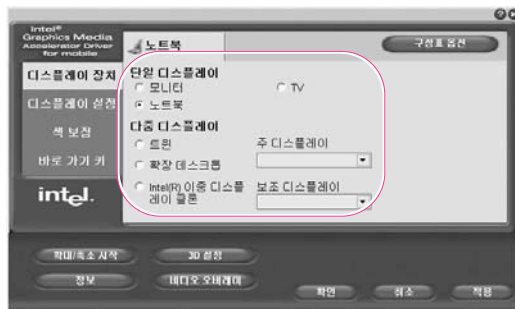 Intel®
Graphics Media
Accelerator Driver
for mobile
노트북
구성표 옵션
디스플레이 장치
디스플레이 설정
색 보정
바로 가기 키
intel.
단일 디스플레이
모니터
TV
노트북
다중 디스플레이
트윈
주 디스플레이
확장 데스크톱
Intel(R) 이중 디스플
레이 클론
보조 디스플레이
확대/축소 시작
3D 설정
정보
비디오 오버레이
확인
취소
적용